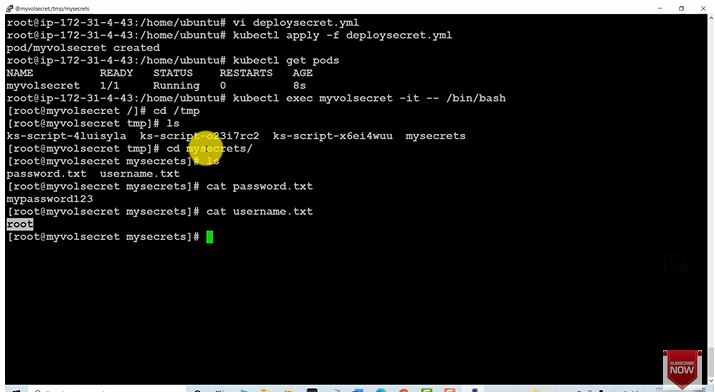 root@myvolsecret/tmp/mysecrets
root@ip-172-31-4-43:/home/ubuntu# vi deploysecret.yml
root@ip-172-31-4-43:/home/ubuntu# kubectl apply -f deploysecret.yml
pod/myvolsecret created
root@ip-172-31-4-43:/home/ubuntu# kubectl get pods
NAME READY STATUS RESTARTS AGE
myvolsecret 1/1 Running 0 8s
root@ip-172-31-4-43:/home/ubuntu# kubectl exec myvolsecret -it -- /bin/bash
[root@myvolsecret /]# cd /tmp
[root@myvolsecret tmp]# ls
ks-script-4luisyla ks-script-o23i7rc2 ks-script-x6ei4wuu mysecrets
[root@myvolsecret tmp]# cd mysecrets/
[root@myvolsecret mysecrets]# ls
password.txt username.txt
[root@myvolsecret mysecrets]# cat password.txt
mypassword123
[root@myvolsecret mysecrets]# cat username.txt
root
[root@myvolsecret mysecrets]#
SUBSCRIBE
NOW